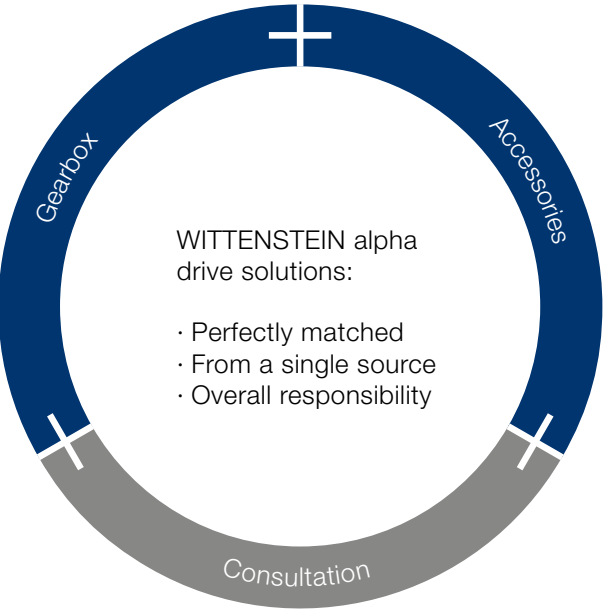 Gearbox
Accessories
WITTENSTEIN alpha
drive solutions:
· Perfectly matched
· From a single source
· Overall responsibility
Consultation